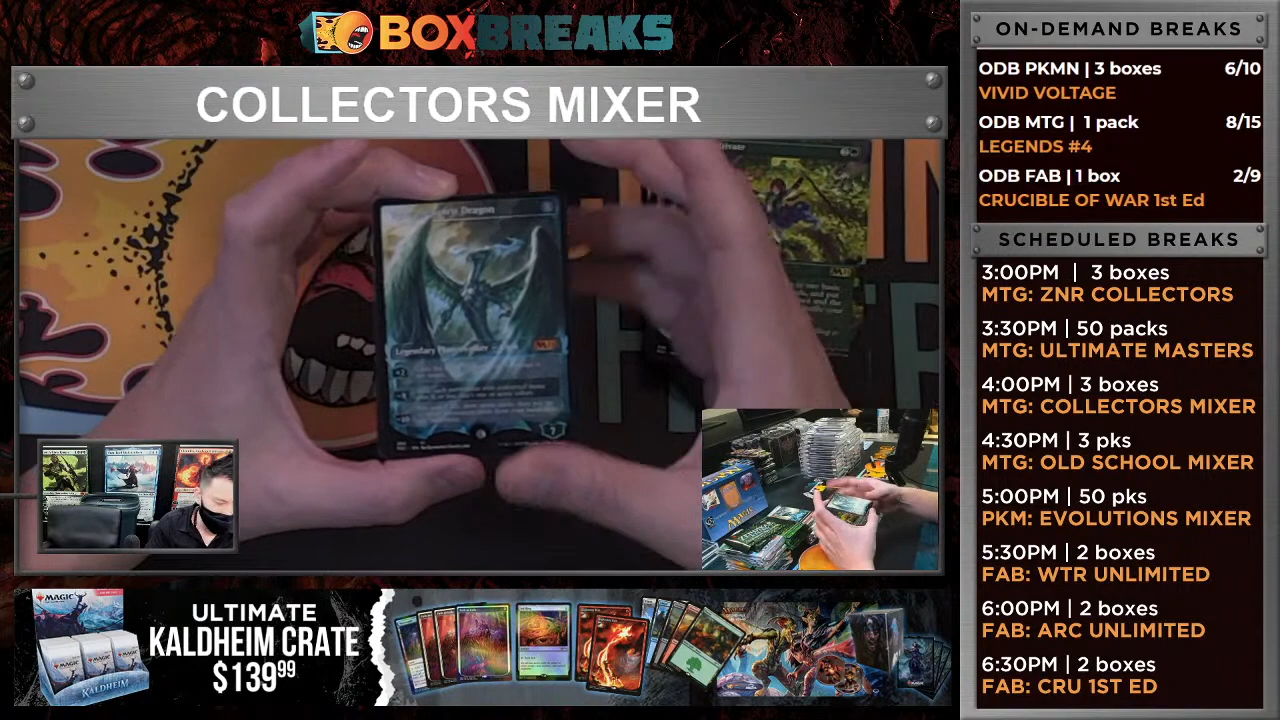 BOXBREAKS
COLLECTORS MIXER
Dragon
Legendary Planeswalker
7
MAGIC
MAGIC
KALDHEIM
ULTIMATE
KALDHEIM CRATE
$139.99
ON-DEMAND BREAKS
ODB PKMN | 3 boxes 6/10
VIVID VOLTAGE
ODB MTG | 1 pack 8/15
LEGENDS #4
ODB FAB | 1 box 2/9
CRUCIBLE OF WAR 1st Ed
SCHEDULED BREAKS
3:00PM | 3 boxes
MTG: ZNR COLLECTORS
3:30PM | 50 packs
MTG: ULTIMATE MASTERS
4:00PM | 3 boxes
MTG: COLLECTORS MIXER
4:30PM | 3 pks
MTG: OLD SCHOOL MIXER
5:00PM | 50 pks
PKM: EVOLUTIONS MIXER
5:30PM | 2 boxes
FAB: WTR UNLIMITED
6:00PM | 2 boxes
FAB: ARC UNLIMITED
6:30PM | 2 boxes
FAB: CRU 1ST ED